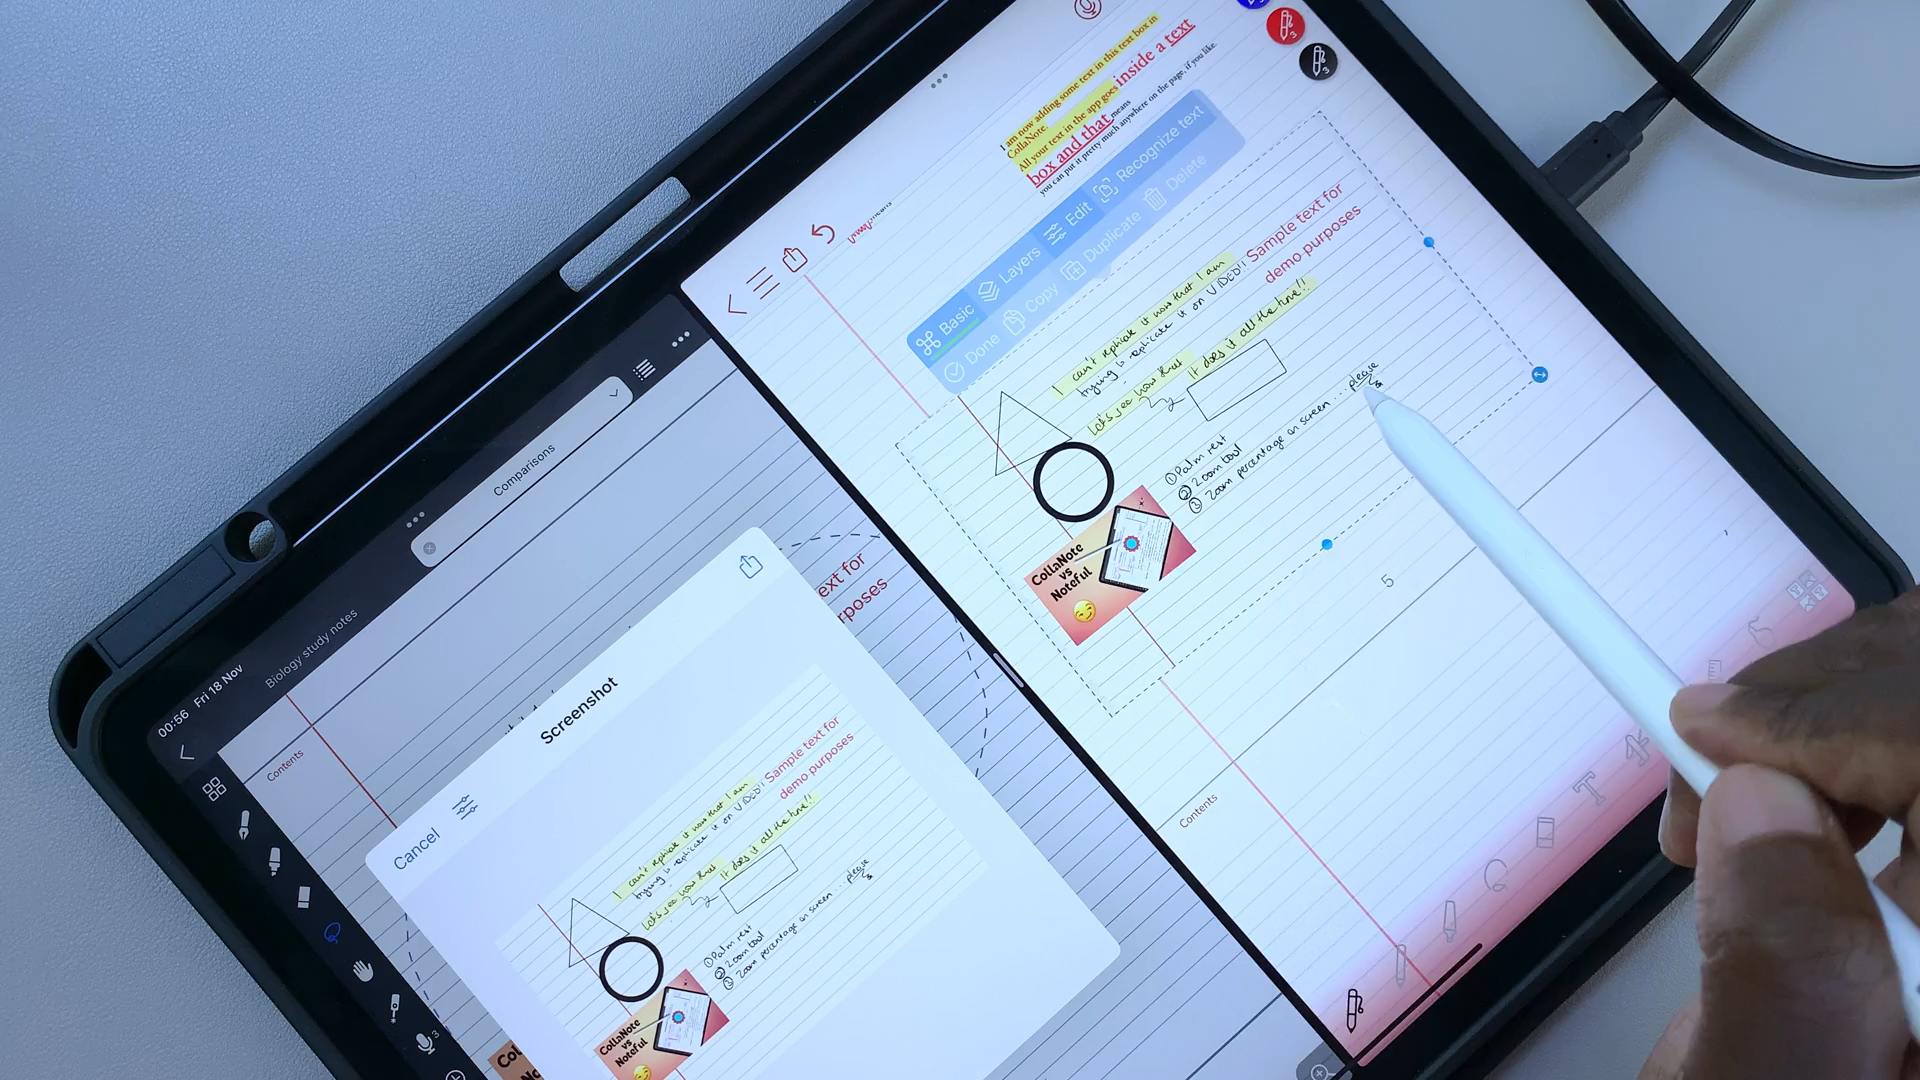 00:56 Fri 18 Nov
Biology study notes
Comparisons
Contents
ext for
rposes
Cancel
Screenshot
I can't replicate it now that I am
trying to replicate it on VIDEO!!
Let's see how that
it does it all the time!!
Sample text for
demo purposes
① Palm rest
② Zoom tool
③ Zoom percentage on screen... please
CollaNote
vs
Noteful
Col
I am now adding some text in this text box in
CollaNote.
All your text in the app goes inside a text
box and that means
you can put it pretty much anywhere on the page, if you like.
Basic
Layers
Edit
Recognize text
Done
Copy
Duplicate
Delete
I can't replicate it now that I am
trying to replicate it on VIDEO!!
Let's see how that
it does it all the time!!
Sample text for
demo purposes
① Palm rest
② Zoom tool
③ Zoom percentage on screen... please
CollaNote
vs
Noteful
5
Contents